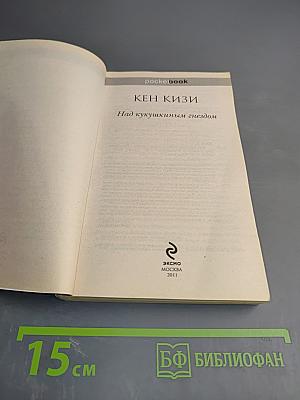 pocket book
КЕН КИЗИ
Над кукушкиным гнездом
ЭКСМО
МОСКВА
2011
15 СМ
БФ БИБЛИОФАН